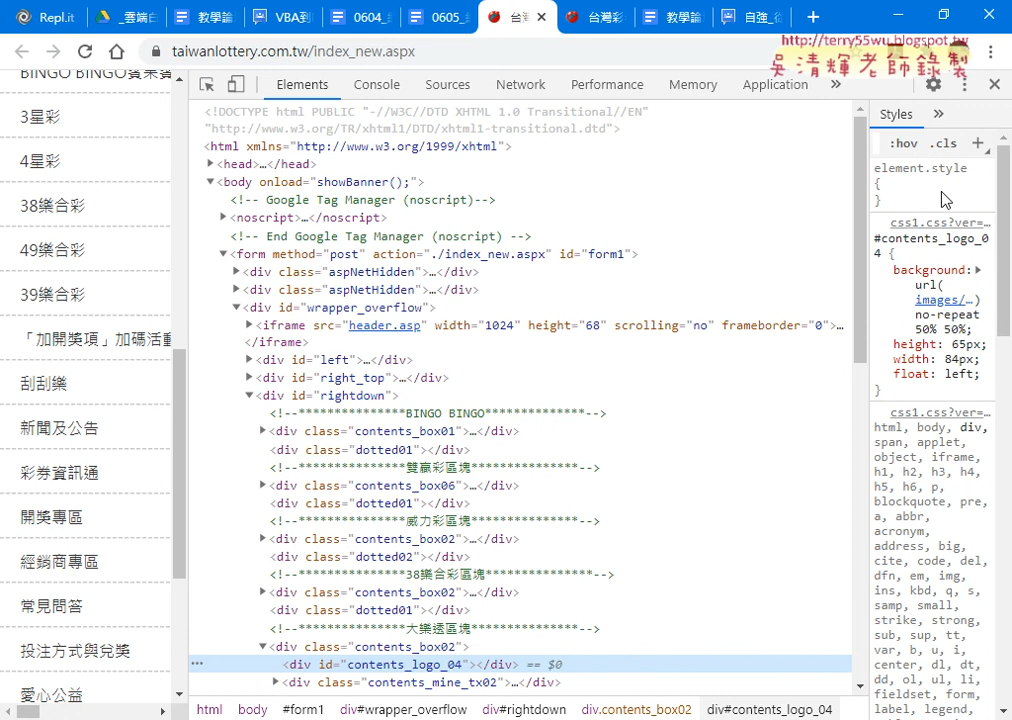 Repl.it
_雲端白
教學論
VBA到
0604_
0605_
台灣
台灣彩
教學論
自強_從
taiwanlottery.com.tw/index_new.aspx
http://terry55wu.blogspot.tw
吳清輝老師錄製
BINGO BINGO賓果賓
3星彩
4星彩
38樂合彩
49樂合彩
39樂合彩
「加開獎項」加碼活動
刮刮樂
新聞及公告
彩券資訊通
開獎專區
經銷商專區
常見問答
投注方式與兌獎
愛心公益
Elements Console Sources Network Performance Memory Application »
<!DOCTYPE html PUBLIC "-//W3C//DTD XHTML 1.0 Transitional//EN"
"http://www.w3.org/TR/xhtml1/DTD/xhtml1-transitional.dtd">
<html xmlns="http://www.w3.org/1999/xhtml">
<head>…</head>
<body onload="showBanner();">
<!-- Google Tag Manager (noscript)-->
<noscript>…</noscript>
<!-- End Google Tag Manager (noscript) -->
<form method="post" action="./index_new.aspx" id="form1">
<div class="aspNetHidden">…</div>
<div class="aspNetHidden">…</div>
<div id="wrapper_overflow">
<iframe src="header.asp" width="1024" height="68" scrolling="no" frameborder="0">…
</iframe>
<div id="left">…</div>
<div id="right_top">…</div>
<div id="rightdown">
<!--***************BINGO BINGO**************-->
<div class="contents_box01">…</div>
<div class="dotted01"></div>
<!--***************雙贏彩區塊***************-->
<div class="contents_box06">…</div>
<div class="dotted01"></div>
<!--***************威力彩區塊***************-->
<div class="contents_box02">…</div>
<div class="dotted02"></div>
<!--***************38樂合彩區塊***************-->
<div class="contents_box02">…</div>
<div class="dotted01"></div>
<!--***************大樂透區塊***************-->
<div class="contents_box02">
… <div id="contents_logo_04"></div> == $0
<div class="contents_mine_tx02">…</div>
html body #form1 div#wrapper_overflow div#rightdown div.contents_box02 div#contents_logo_04
Styles »
:hov .cls +
element.style
{
}
css1.css?ver=…
#contents_logo_0
4 {
background:
url(
images/…)
no-repeat
50% 50%;
height: 65px;
width: 84px;
float: left;
}
css1.css?ver=…
html, body, div,
span, applet,
object, iframe,
h1, h2, h3, h4,
h5, h6, p,
blockquote, pre,
a, abbr,
acronym,
address, big,
cite, code, del,
dfn, em, img,
ins, kbd, q, s,
samp, small,
strike, strong,
sub, sup, tt,
var, b, u, i,
center, dl, dt,
dd, ol, ul, li,
fieldset, form,
label, legend,